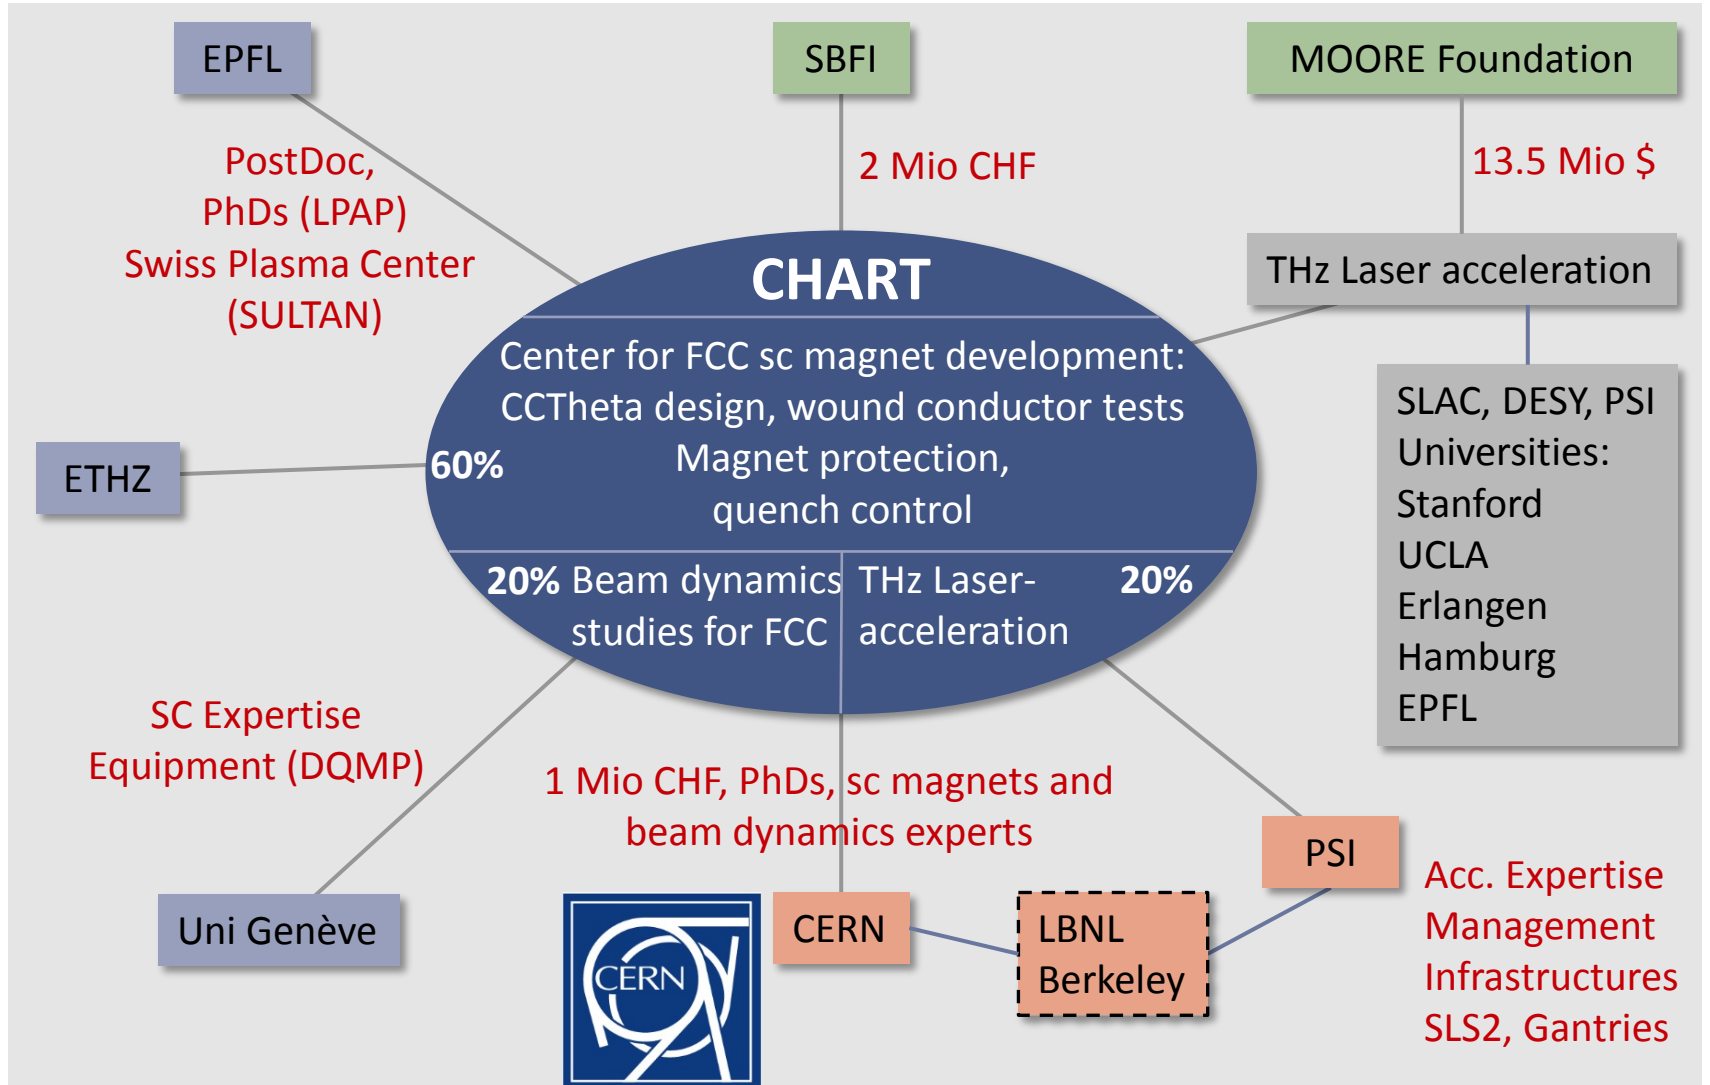 EPFL
SBFI
MOORE Foundation
PostDoc,
PhDs (LPAP)
Swiss Plasma Center
(SULTAN)
2 Mio CHF
13.5 Mio $
THz Laser acceleration
CHART
Center for FCC sc magnet development:
CCTheta design, wound conductor tests
60%
Magnet protection,
quench control
20% Beam dynamics
studies for FCC
THz Laser-
acceleration
20%
ETHZ
SLAC, DESY, PSI
Universities:
Stanford
UCLA
Erlangen
Hamburg
EPFL
SC Expertise
Equipment (DQMP)
1 Mio CHF, PhDs, sc magnets and
beam dynamics experts
Uni Genève
CERN
CERN
LBNL
Berkeley
PSI
Acc. Expertise
Management
Infrastructures
SLS2, Gantries